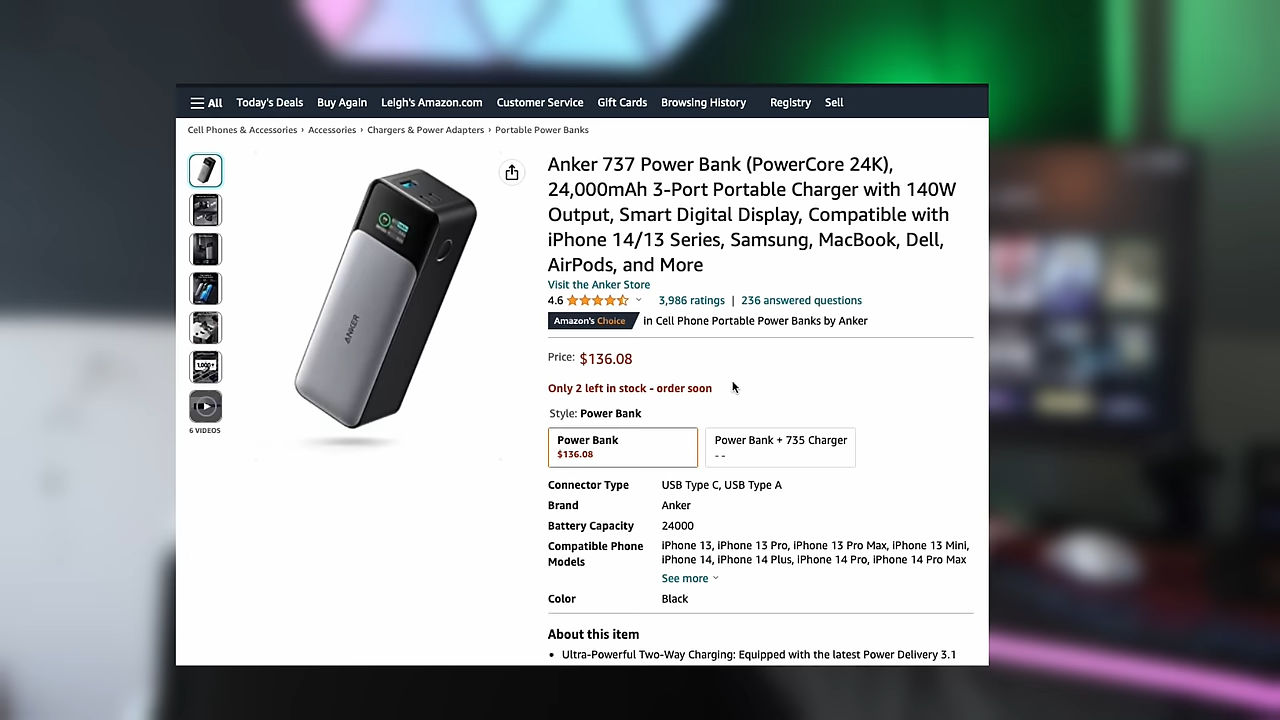 All Today's Deals Buy Again Leigh's Amazon.com Customer Service Gift Cards Browsing History Registry Sell
Cell Phones & Accessories › Accessories › Chargers & Power Adapters › Portable Power Banks
Anker 737 Power Bank (PowerCore 24K),
24,000mAh 3-Port Portable Charger with 140W
Output, Smart Digital Display, Compatible with
iPhone 14/13 Series, Samsung, MacBook, Dell,
AirPods, and More
Visit the Anker Store
4.6 3,986 ratings | 236 answered questions
Amazon's Choice in Cell Phone Portable Power Banks by Anker
Price: $136.08
Only 2 left in stock - order soon
Style: Power Bank
Power Bank Power Bank + 735 Charger
$136.08 - -
Connector Type USB Type C, USB Type A
Brand Anker
Battery Capacity 24000
Compatible Phone iPhone 13, iPhone 13 Pro, iPhone 13 Pro Max, iPhone 13 Mini,
Models iPhone 14, iPhone 14 Plus, iPhone 14 Pro, iPhone 14 Pro Max
See more
Color Black
About this item
• Ultra-Powerful Two-Way Charging: Equipped with the latest Power Delivery 3.1
ANKER
1,000+
6 VIDEOS